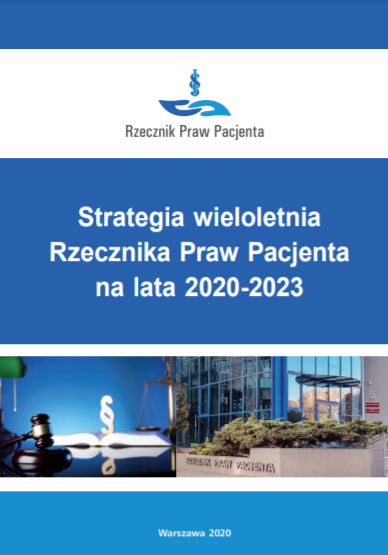 Rzecznik Praw Pacjenta
Strategia wieloletnia
Rzecznika Praw Pacjenta
na lata 2020-2023
§
RZECZNIK PRAW PACJENTA
Warszawa 2020